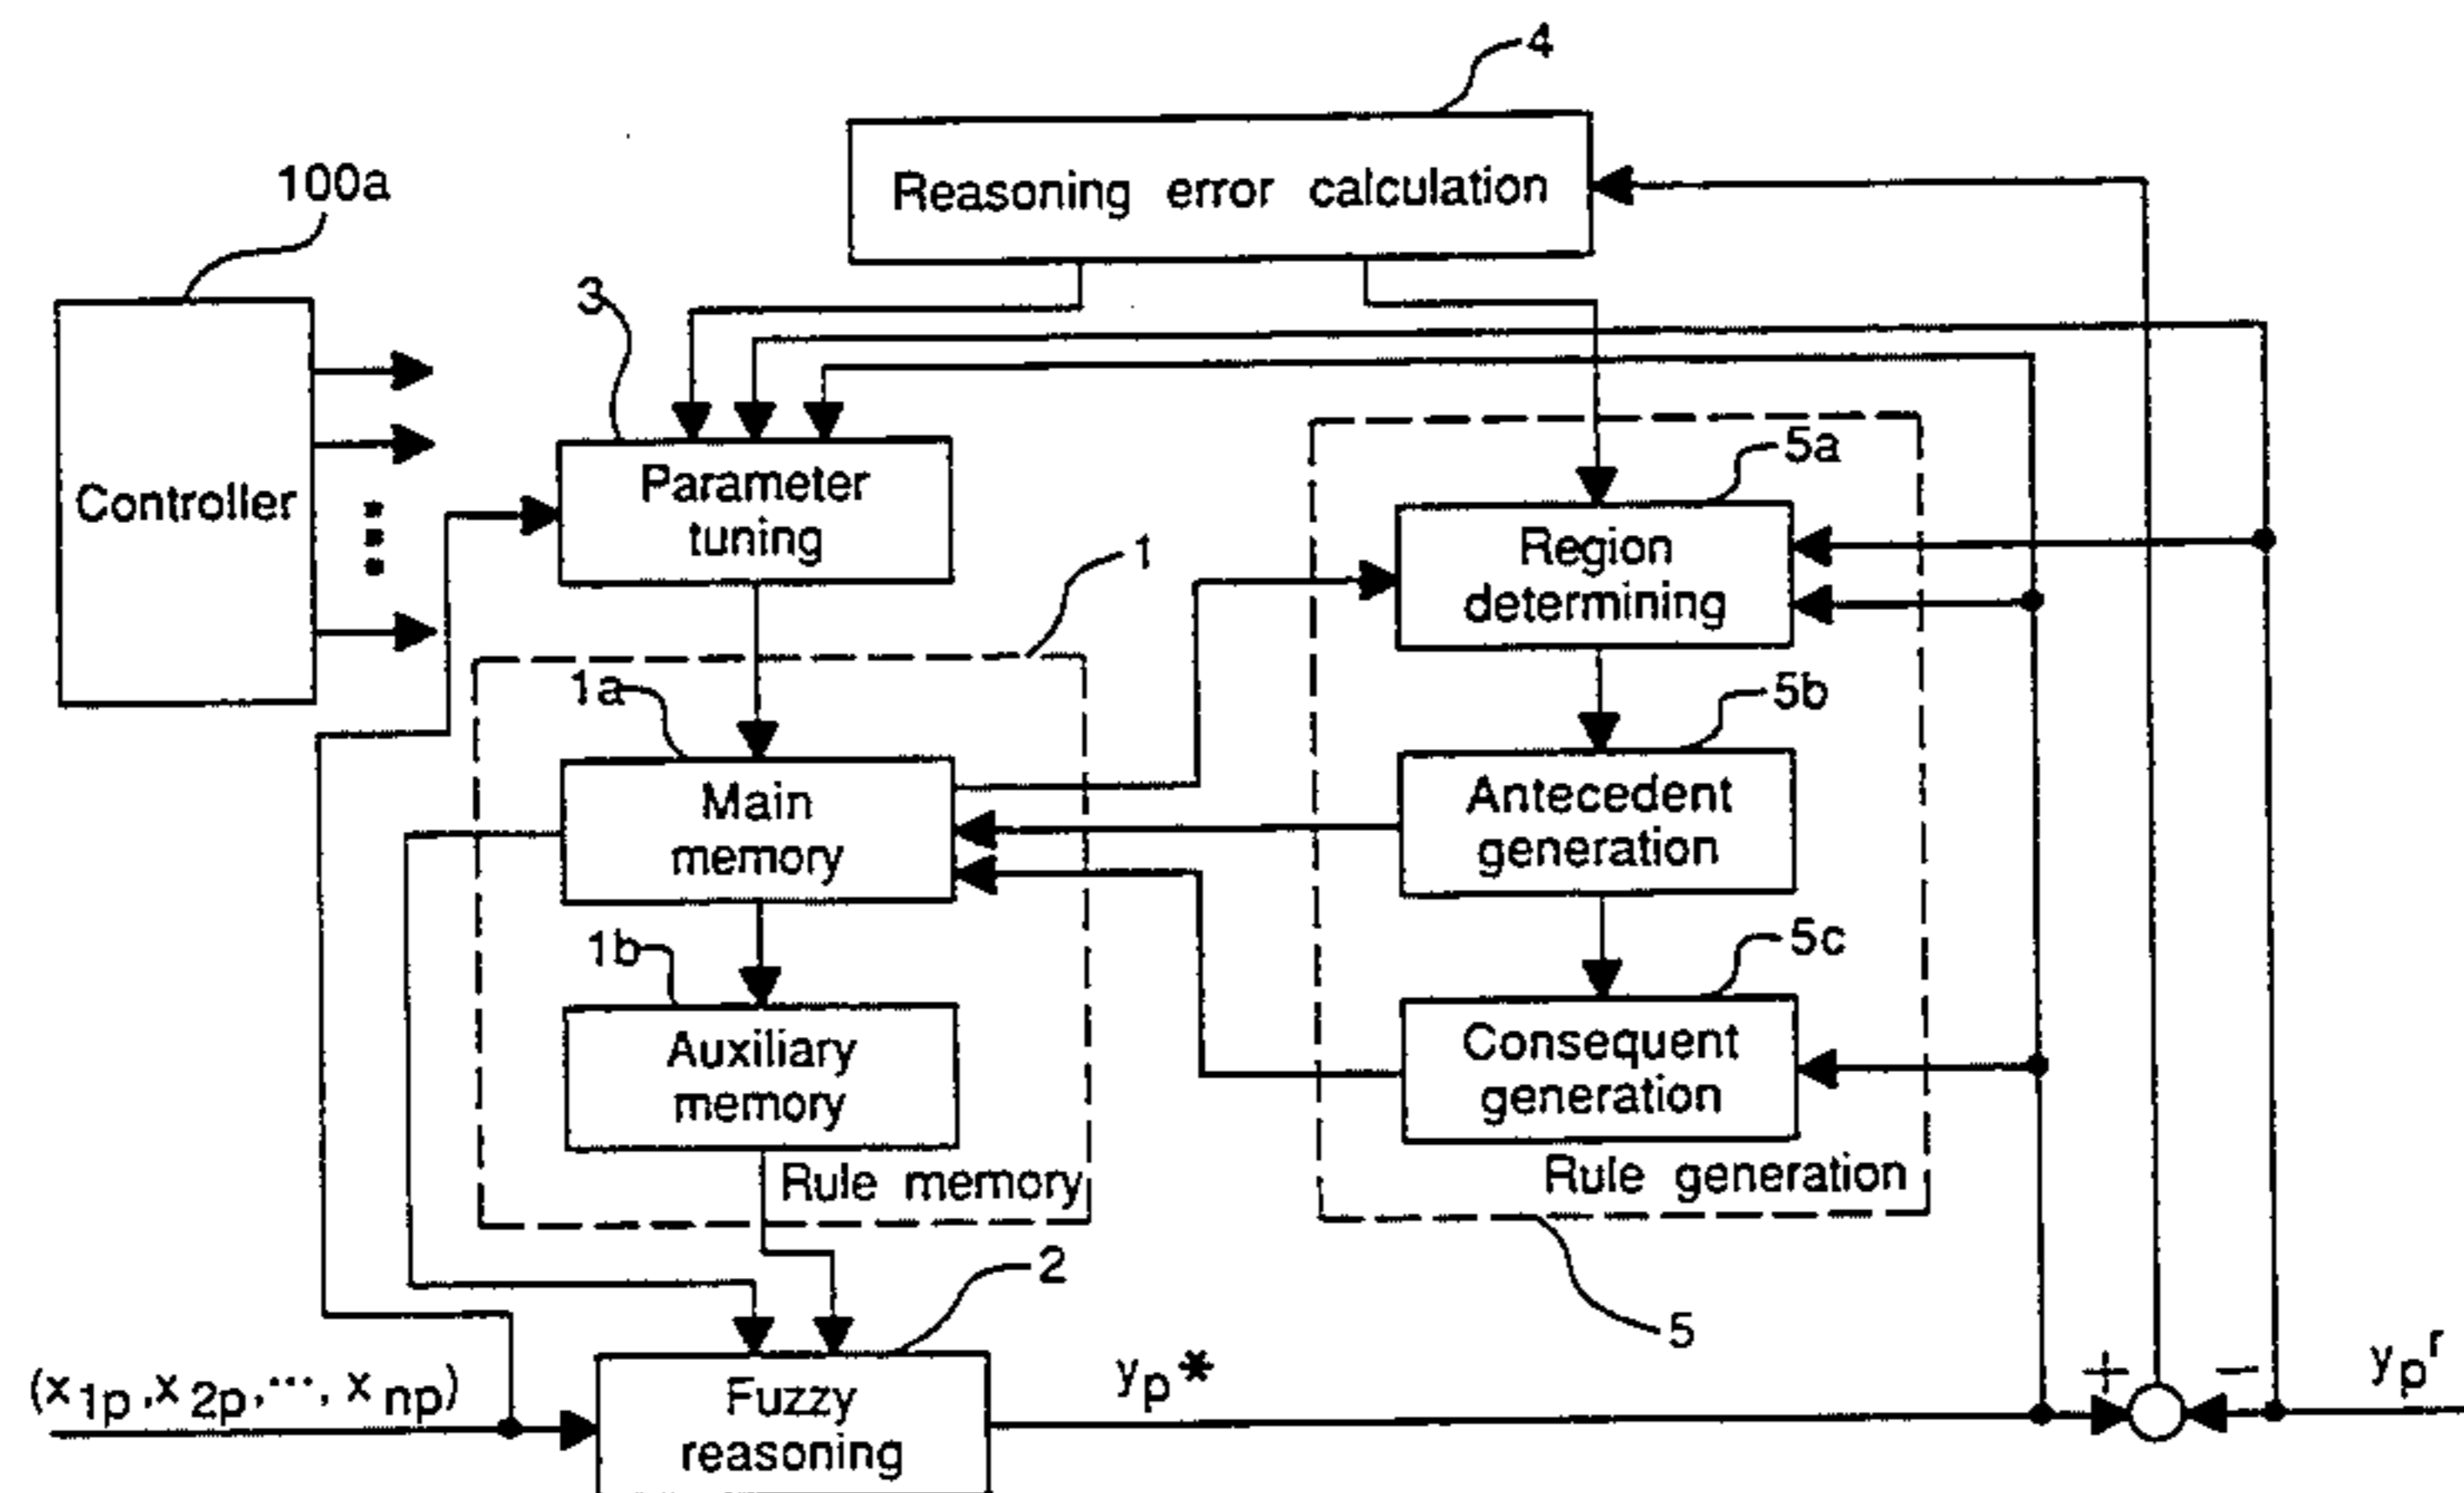 4
Reasoning error calculation
100a
3
Controller
Parameter
tuning
5a
Region
determining
1
1a
5b
Main
memory
Antecedent
generation
1b
5c
Auxiliary
memory
Consequent
generation
Rule memory
Rule generation
2
5
(x1p,x2p,···, xnp)
Fuzzy
reasoning
yp*
+
−
ypr